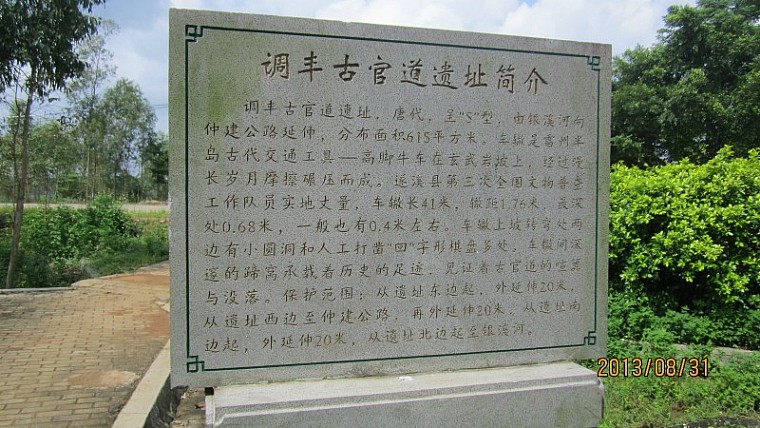 调丰古官道遗址简介
调丰古官道遗址，唐代，呈"S"型，由银溪河向
仲建公路延伸，分布面积615平方米。车辙是雷州半
岛古代交通工具——高脚牛车在玄武岩坡上，经过漫
长岁月摩擦碾压而成。遂溪县第三次全国文物普查
工作队员实地丈量，车辙长41米，辙距1.76米，最深
处0.68米，一般也有0.4米左右。车辙上坡转弯处两
边有小圆洞和人工打凿"回"字形棋盘多处。车辙间深
邃的蹄窝承载着历史的足迹，见证着古官道的喧嚣
与没落。保护范围：从遗址东边起，外延伸20米，
从遗址西边至仲建公路，再外延伸20米，从遗址南
边起，外延伸20米，从遗址北边起至银溪河。
2013/08/31